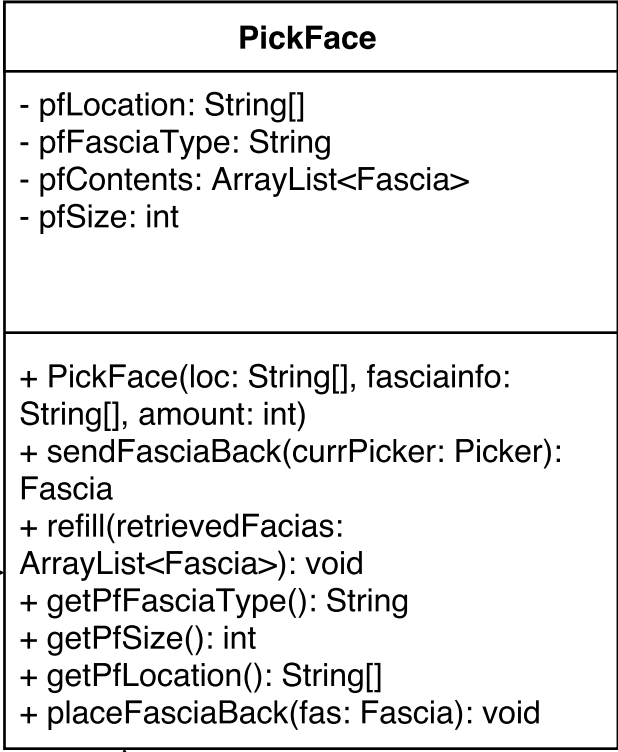 PickFace
- pfLocation: String[]
- pfFasciaType: String
- pfContents: ArrayList<Fascia>
- pfSize: int
+ PickFace(loc: String[], fasciainfo:
String[], amount: int)
+ sendFasciaBack(currPicker: Picker):
Fascia
+ refill(retrievedFacias:
ArrayList<Fascia>): void
+ getPfFasciaType(): String
+ getPfSize(): int
+ getPfLocation(): String[]
+ placeFasciaBack(fas: Fascia): void